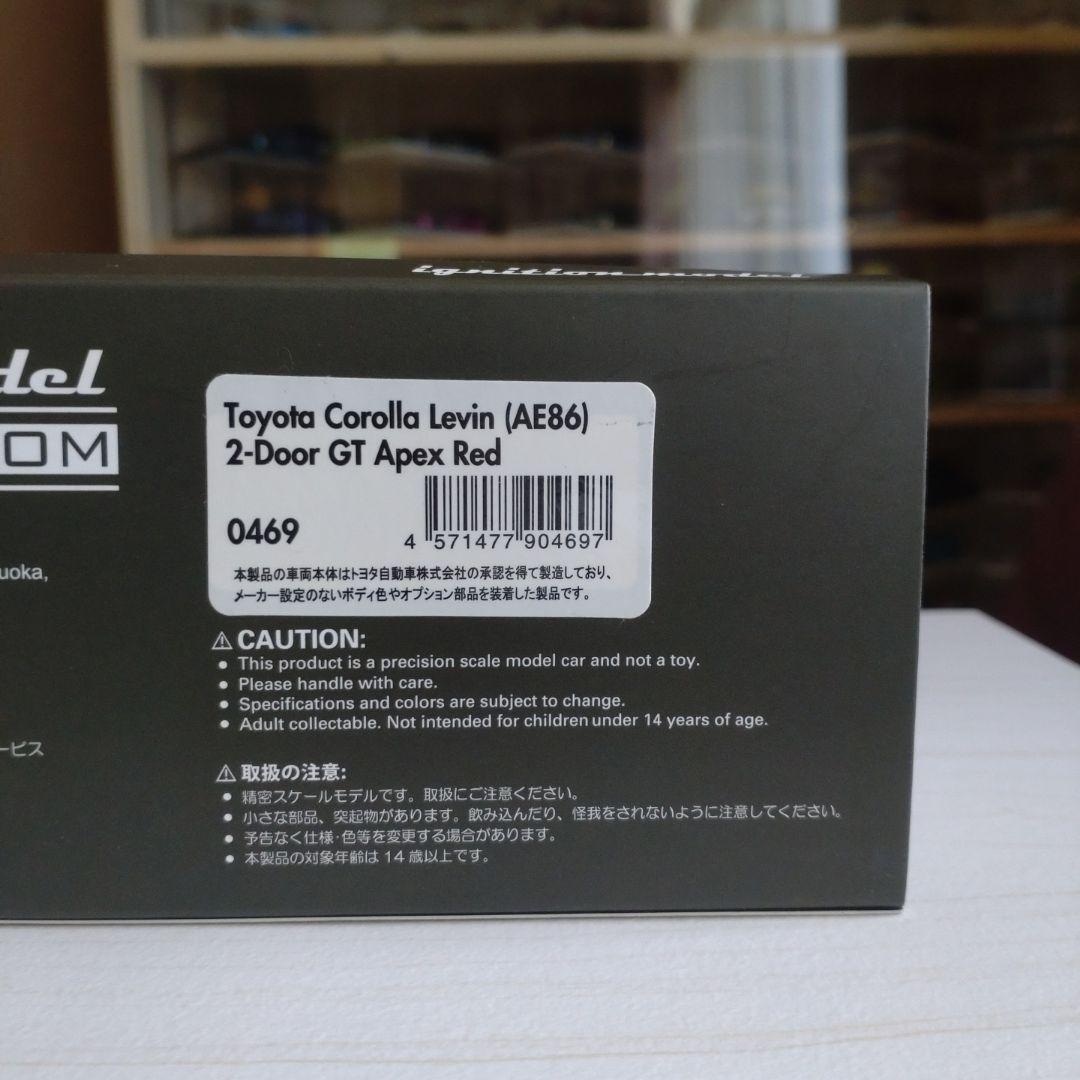 ignition model
del
OM
Toyota Corolla Levin (AE86)
2-Door GT Apex Red
0469
4 571477 904697
本製品の車両本体はトヨタ自動車株式会社の承認を得て製造しており、
メーカー設定のないボディ色やオプション部品を装着した製品です。
uoka,
⚠ CAUTION:
● This product is a precision scale model car and not a toy.
● Please handle with care.
● Specifications and colors are subject to change.
● Adult collectable. Not intended for children under 14 years of age.
ービス
⚠ 取扱の注意:
● 精密スケールモデルです。取扱にご注意ください。
● 小さな部品、突起物があります。飲み込んだり、怪我をされないように注意してください。
● 予告なく仕様・色等を変更する場合があります。
● 本製品の対象年齢は 14 歳以上です。